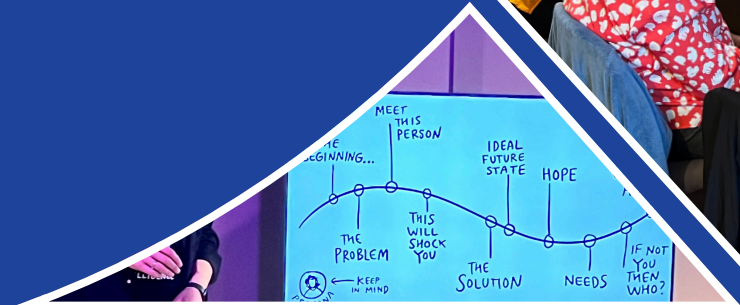 BEGINNING...
MEET
THIS
PERSON
IDEAL
FUTURE
STATE
HOPE
THE
PROBLEM
THIS
WILL
SHOCK
YOU
THE
SOLUTION
NEEDS
IF NOT
YOU
THEN
WHO?
KEEP
IN MIND